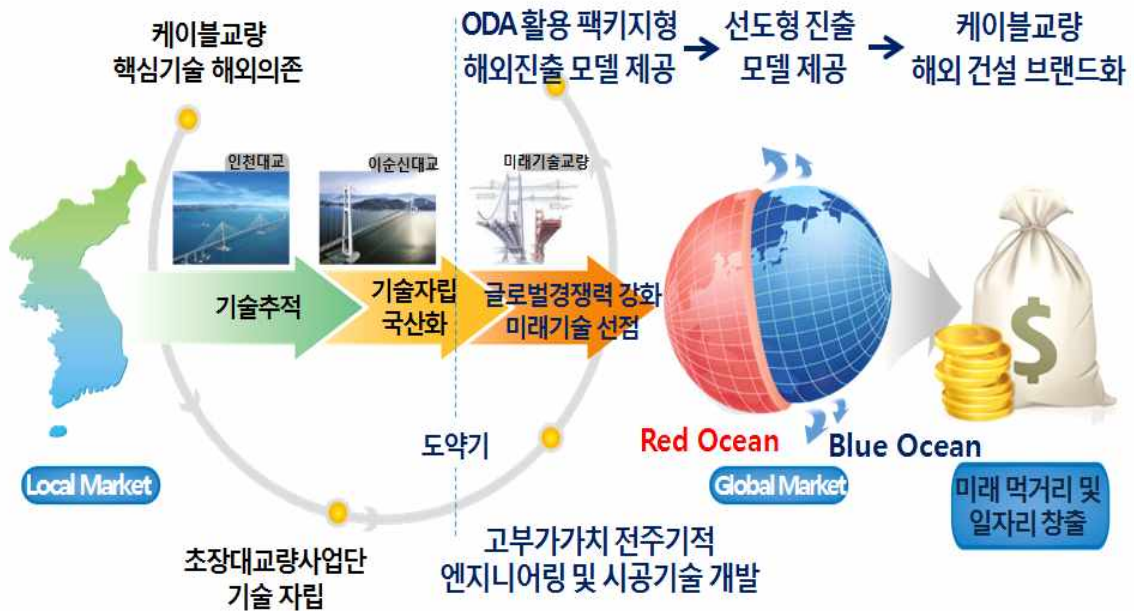 케이블교량
핵심기술 해외의존
ODA 활용 팩키지형
해외진출 모델 제공
선도형 진출
모델 제공
케이블교량
해외 건설 브랜드화
인천대교
이순신대교
미래기술교량
기술추적
기술자립
국산화
글로벌경쟁력 강화
미래기술 선점
$
도약기
Red Ocean
Blue Ocean
Local Market
Global Market
미래 먹거리 및
일자리 창출
초장대교량사업단
기술 자립
고부가가치 전주기적
엔지니어링 및 시공기술 개발